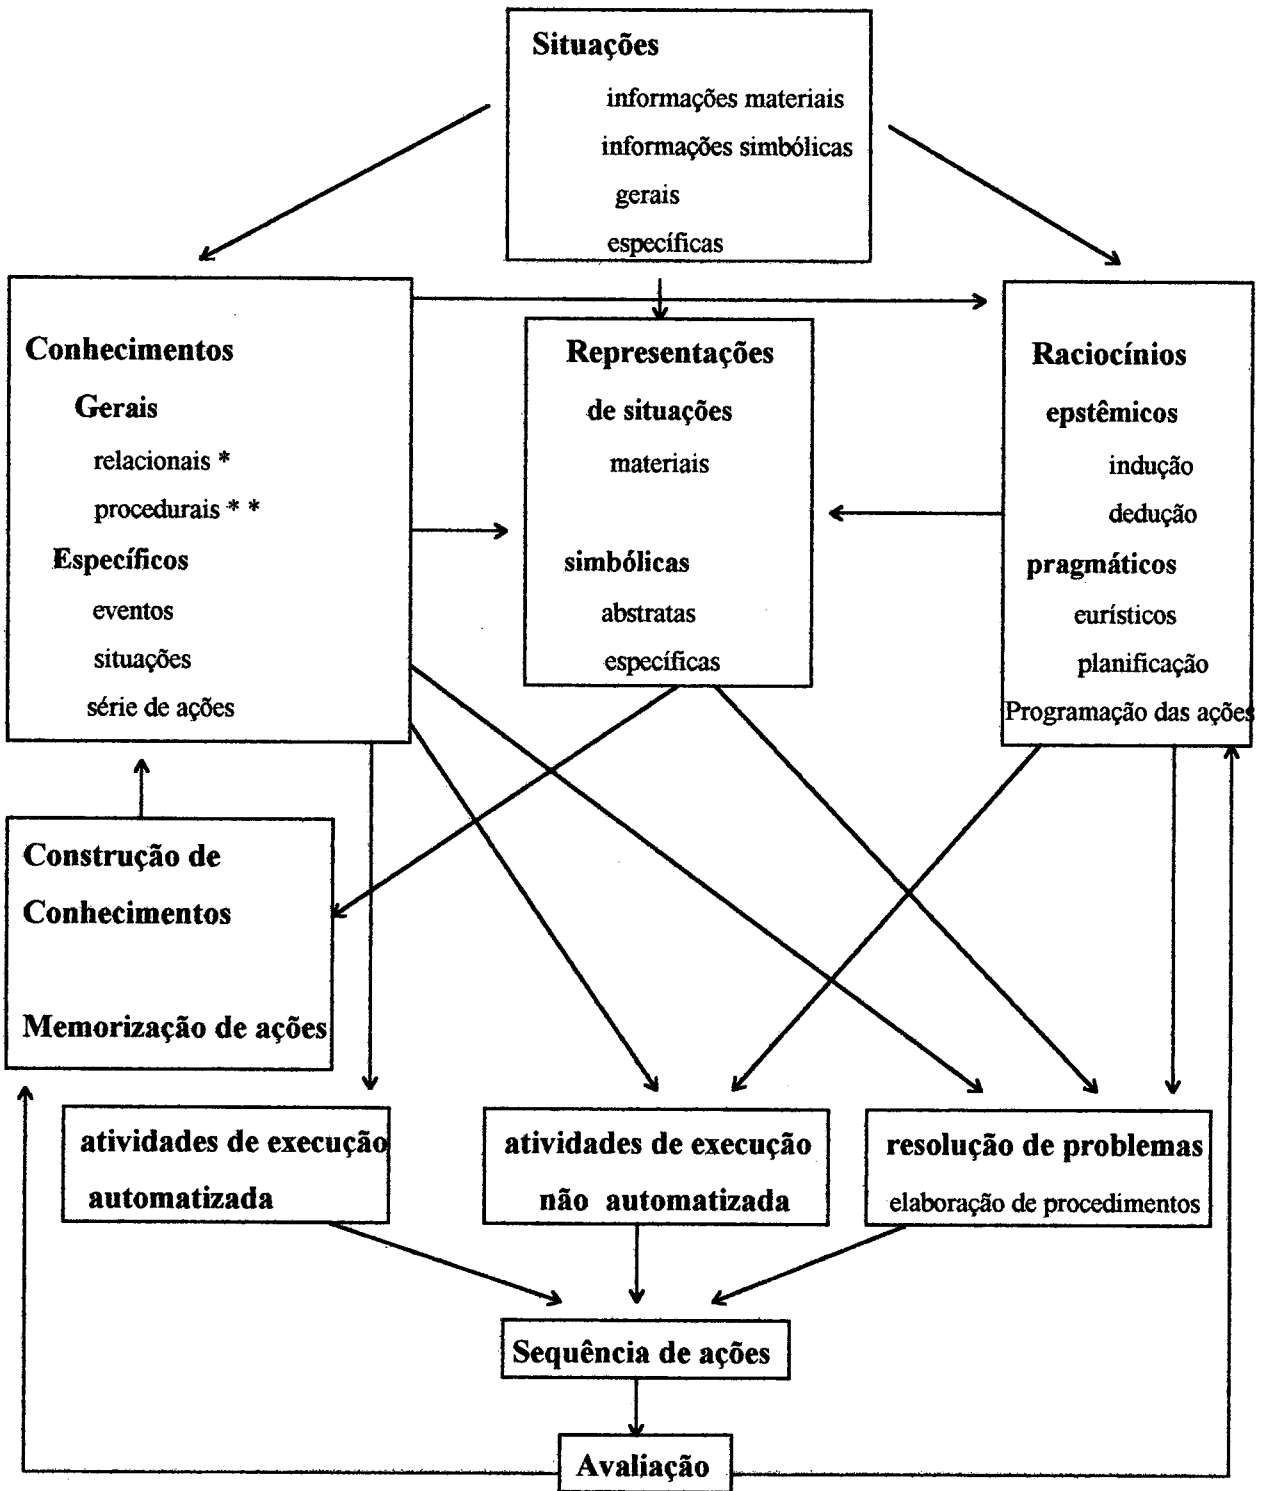 Situações
informações materiais
informações simbólicas
gerais
específicas
Conhecimentos
Gerais
relacionais *
procedurais * *
Específicos
eventos
situações
série de ações
Representações
de situações
materiais
simbólicas
abstratas
específicas
Raciocínios
epstêmicos
indução
dedução
pragmáticos
eurísticos
planificação
Programação das ações
Construção de
Conhecimentos
Memorização de ações
atividades de execução
automatizada
atividades de execução
não automatizada
resolução de problemas
elaboração de procedimentos
Sequência de ações
Avaliação